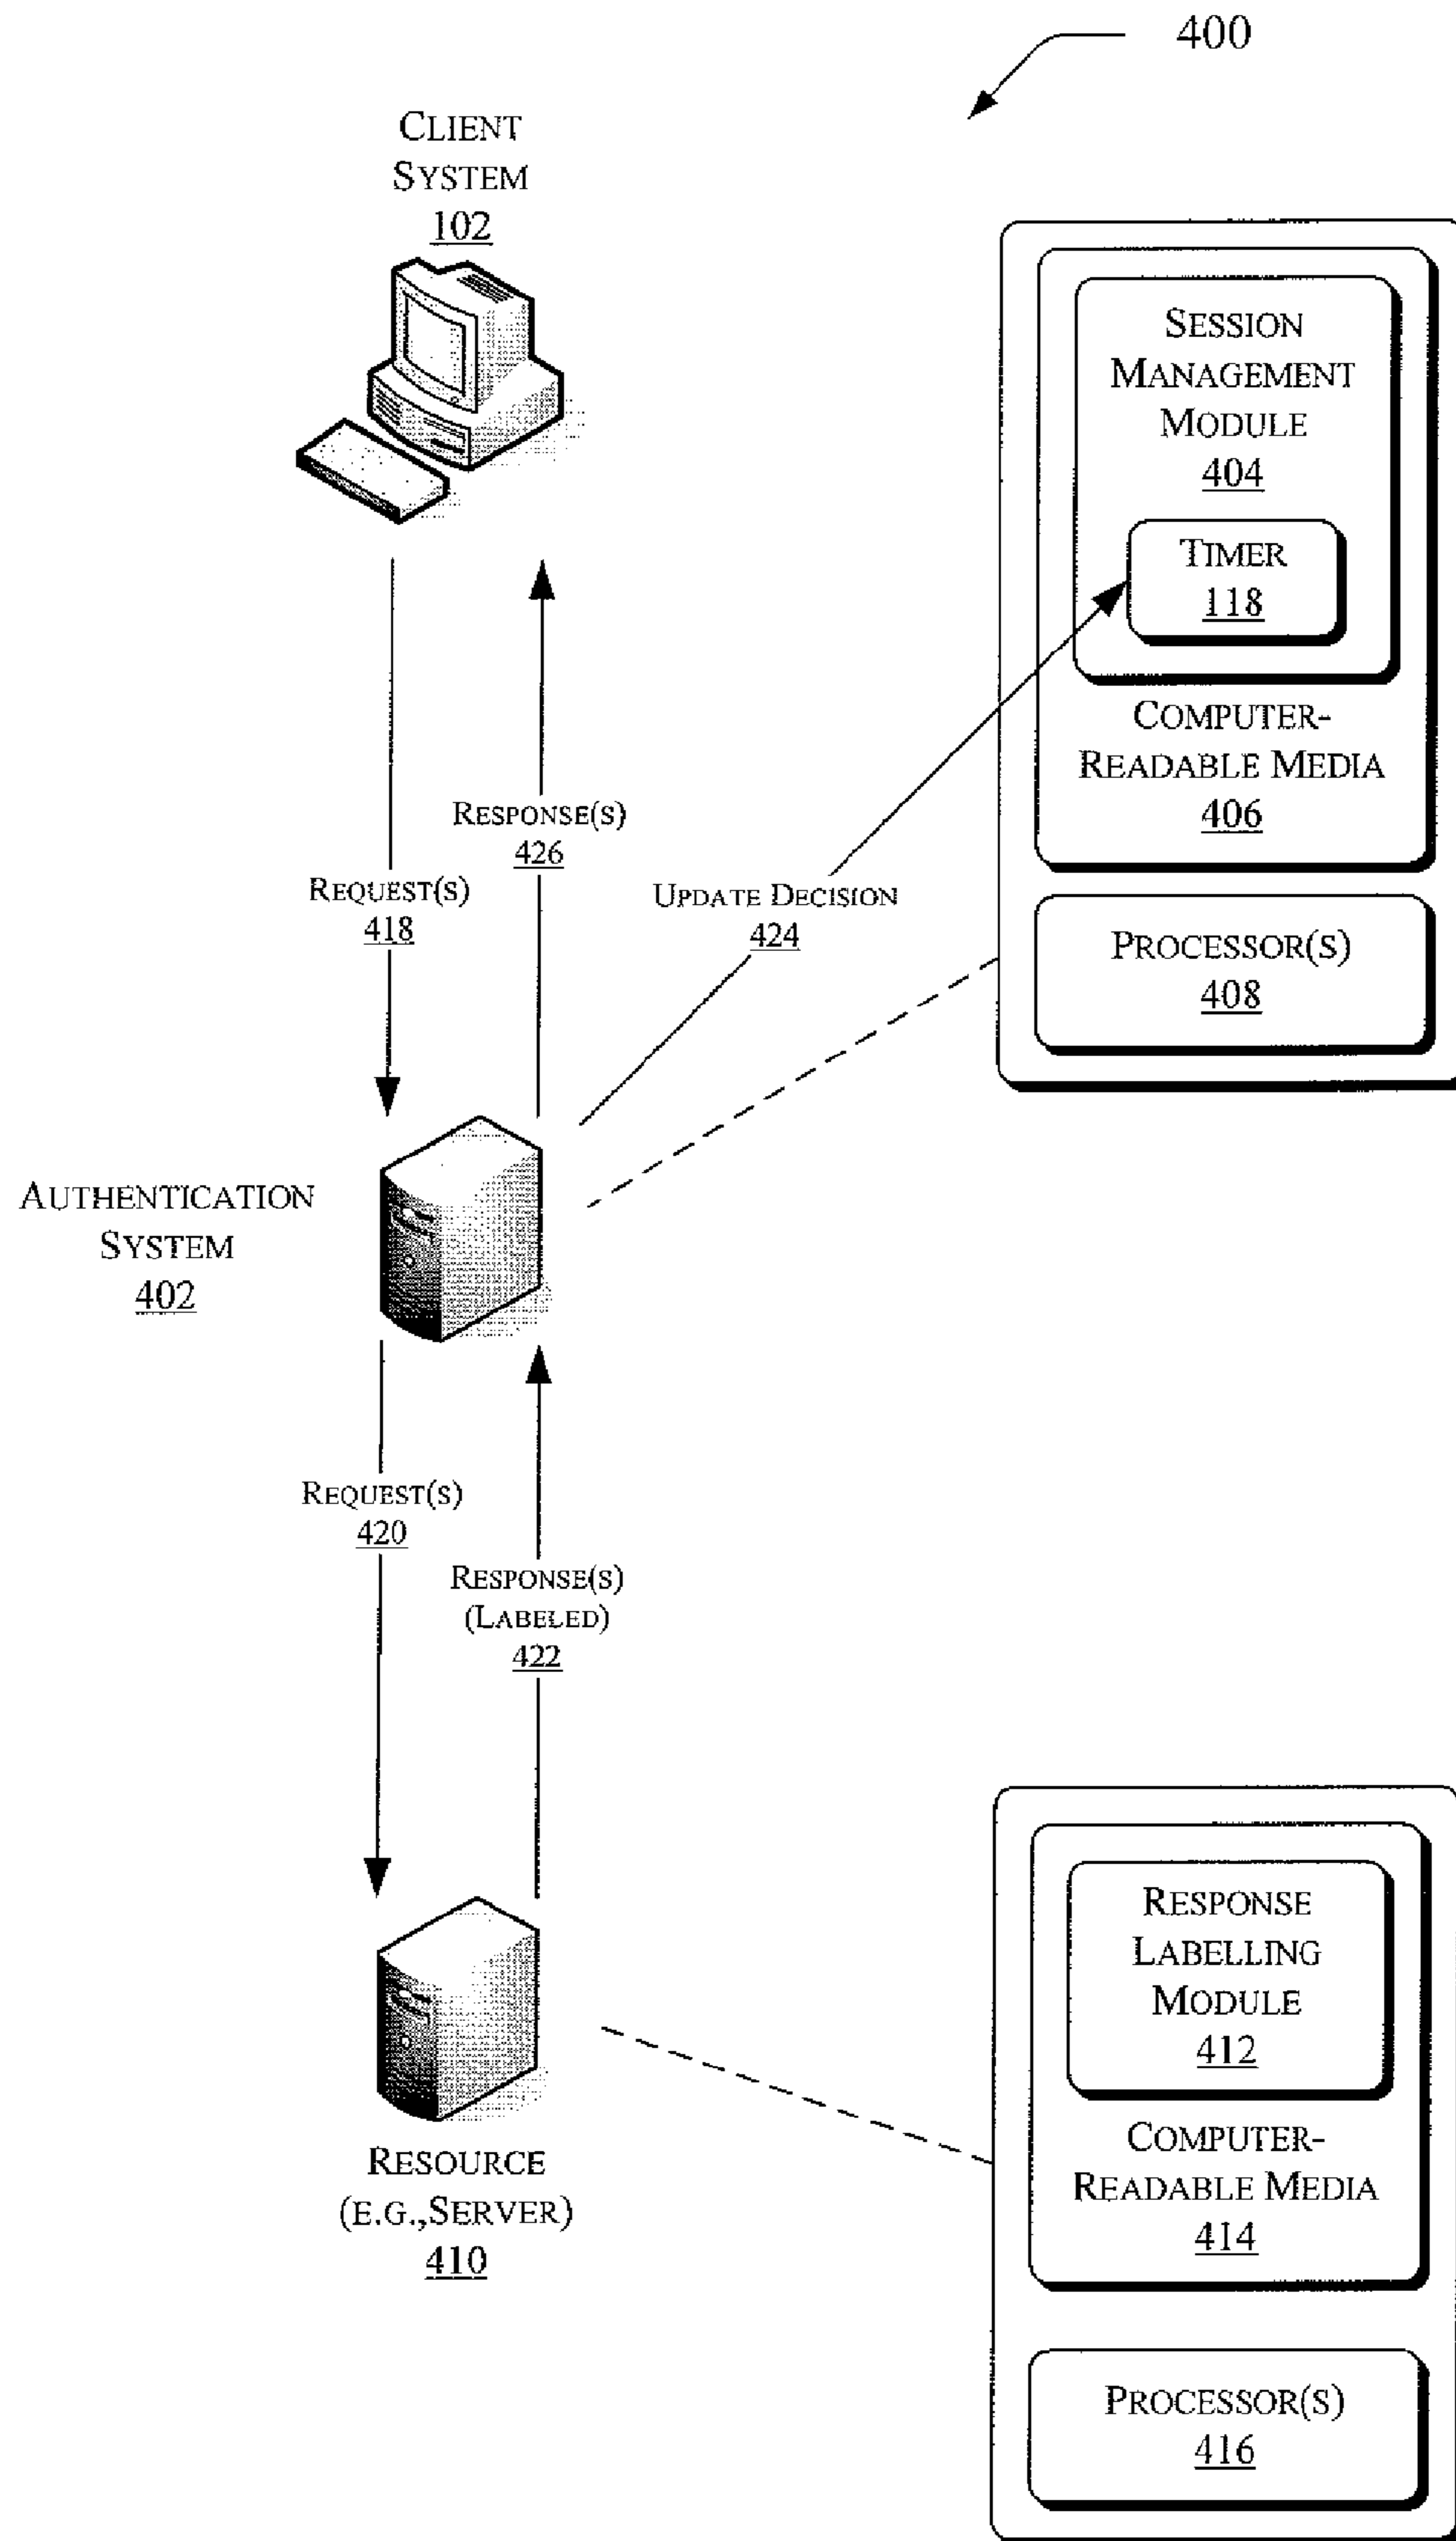 400
CLIENT
SYSTEM
102
SESSION
MANAGEMENT
MODULE
404
TIMER
118
COMPUTER-
READABLE MEDIA
406
PROCESSOR(S)
408
RESPONSE(S)
426
REQUEST(S)
418
UPDATE DECISION
424
AUTHENTICATION
SYSTEM
402
REQUEST(S)
420
RESPONSE(S)
(LABELED)
422
RESPONSE
LABELLING
MODULE
412
COMPUTER-
READABLE MEDIA
414
PROCESSOR(S)
416
RESOURCE
(E.G.,SERVER)
410